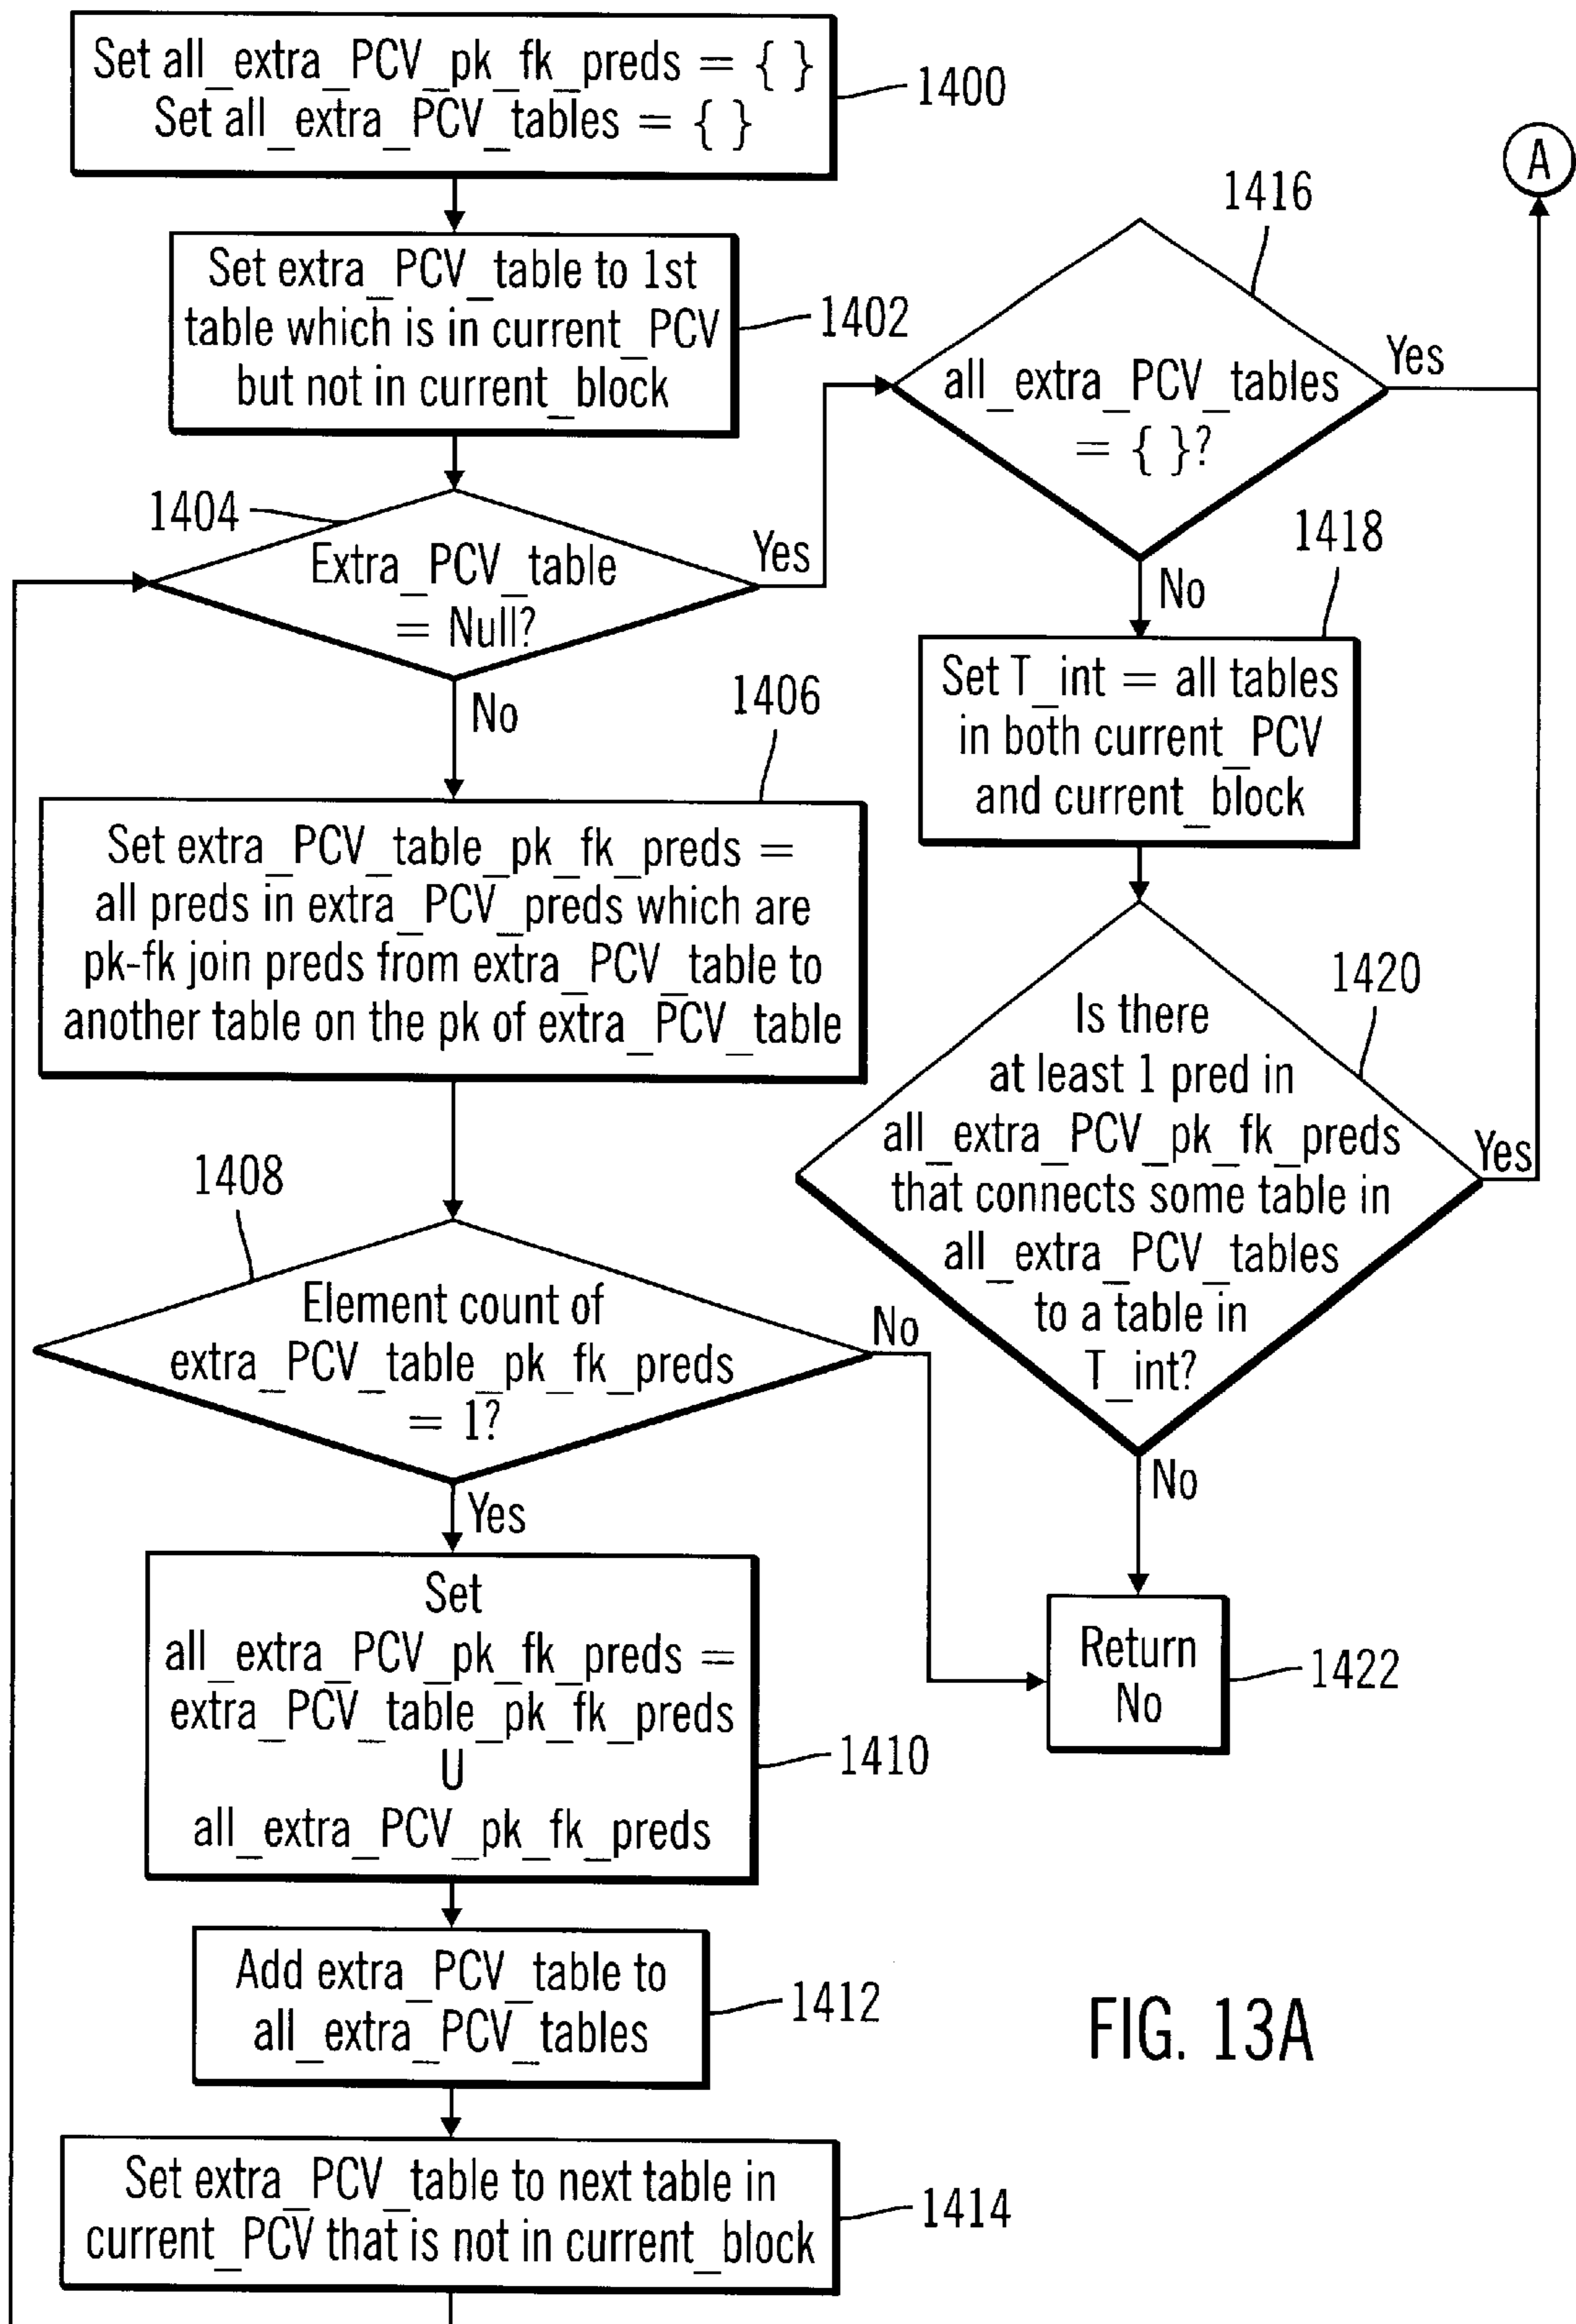 Set all_extra_PCV_pk_fk_preds = { }
Set all_extra_PCV_tables = { }
1400
Set extra_PCV_table to 1st
table which is in current_PCV
but not in current_block
1402
1404
Extra_PCV_table
= Null?
Yes
No
1406
Set extra_PCV_table_pk_fk_preds =
all preds in extra_PCV_preds which are
pk-fk join preds from extra_PCV_table to
another table on the pk of extra_PCV_table
1408
Element count of
extra_PCV_table_pk_fk_preds
= 1?
No
Yes
Set
all_extra_PCV_pk_fk_preds =
extra_PCV_table_pk_fk_preds
U
all_extra_PCV_pk_fk_preds
1410
Add extra_PCV_table to
all_extra_PCV_tables
1412
Set extra_PCV_table to next table in
current_PCV that is not in current_block
1414
A
1416
all_extra_PCV_tables
= { }?
Yes
No
1418
Set T_int = all tables
in both current_PCV
and current_block
1420
Is there
at least 1 pred in
all_extra_PCV_pk_fk_preds
that connects some table in
all_extra_PCV_tables
to a table in
T_int?
Yes
No
Return
No
1422
FIG. 13A